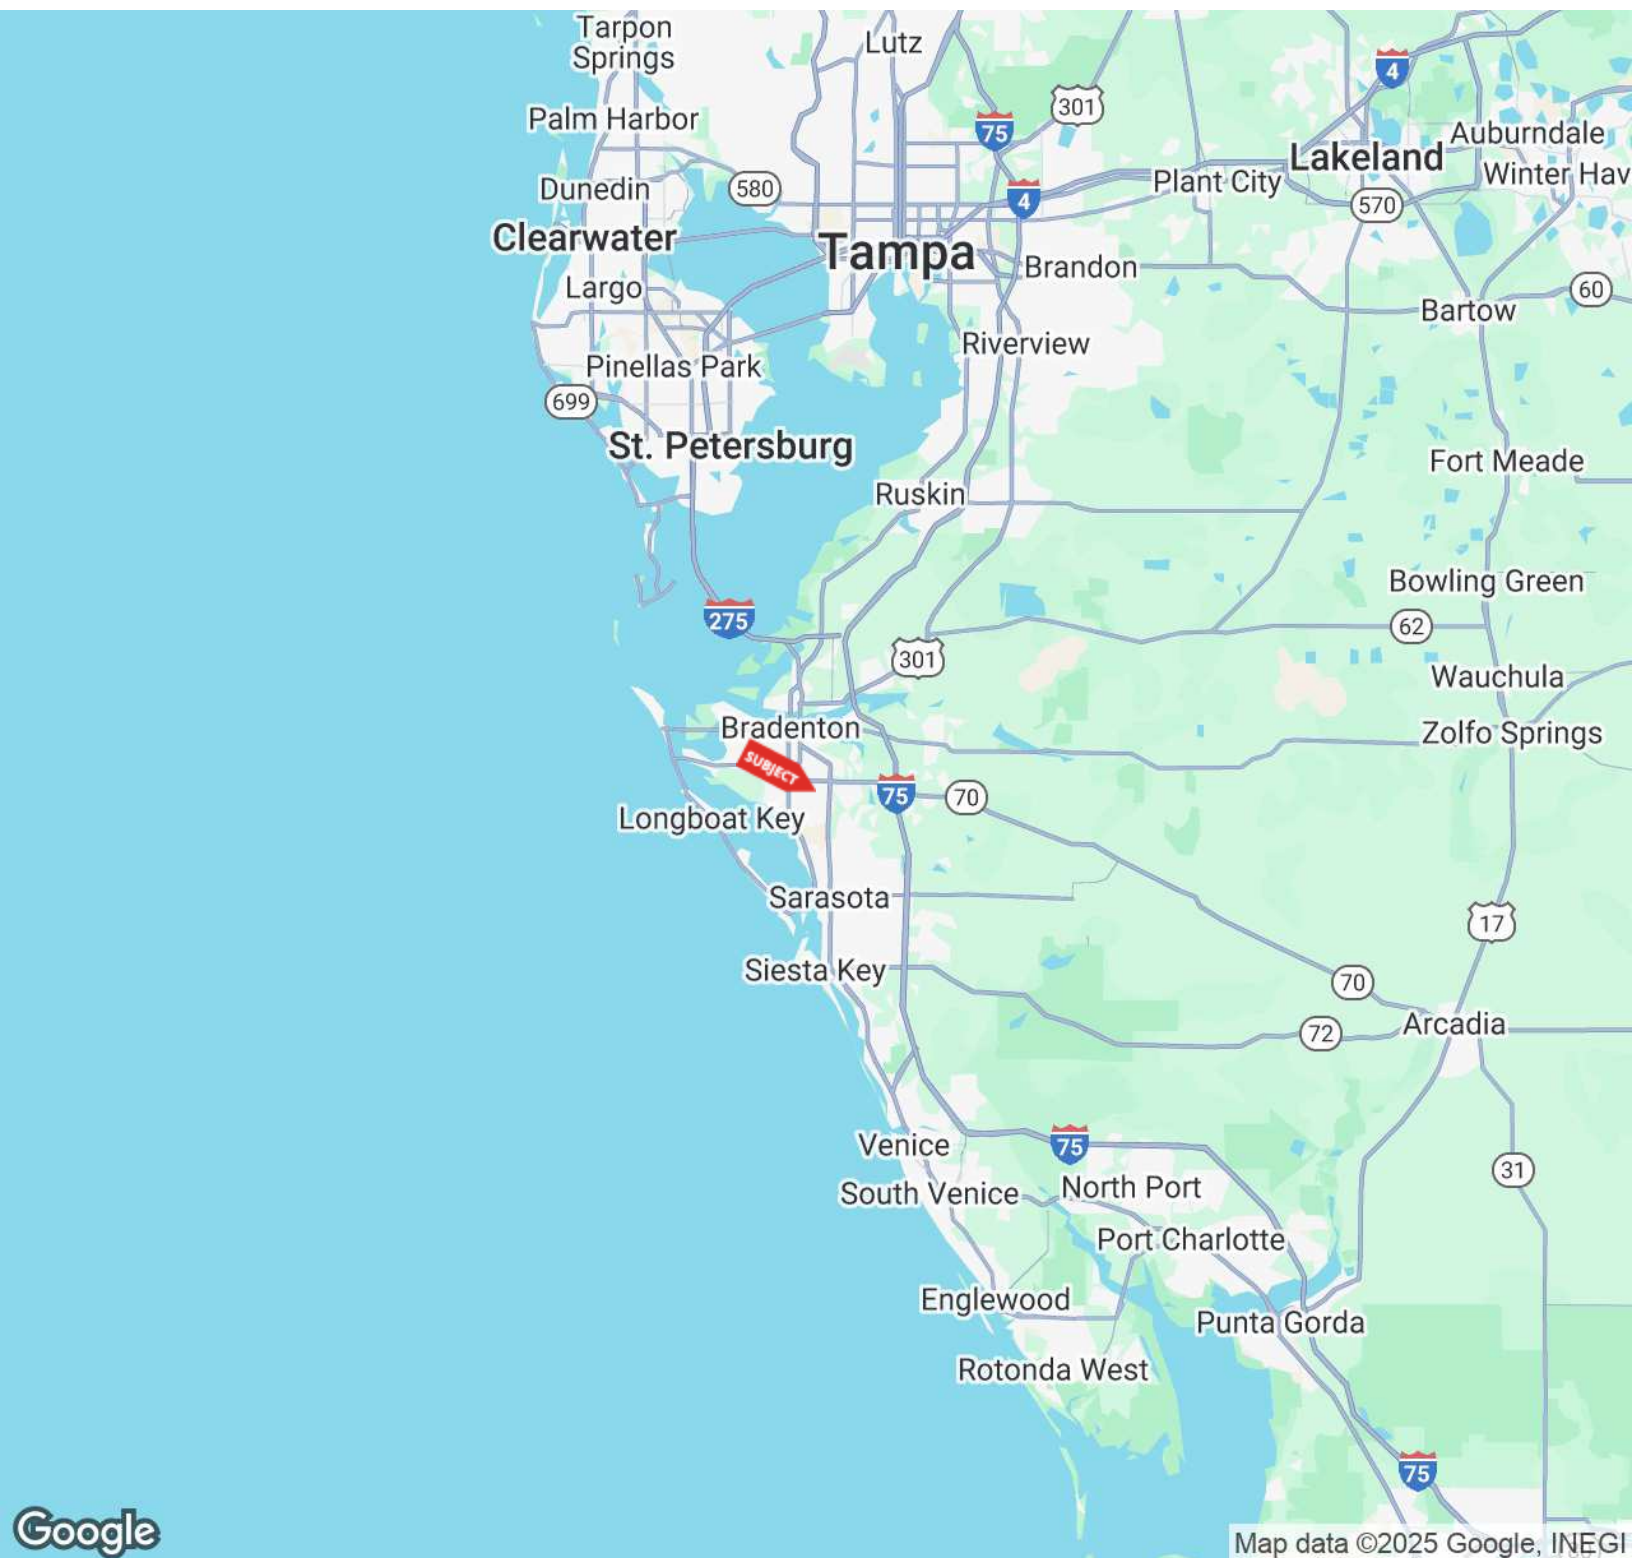 Tarpon
Springs
Lutz
4
301
Palm Harbor
75
Auburndale
Lakeland
Winter Hav
Plant City
Dunedin
580
4
570
Clearwater
Tampa
Brandon
Largo
60
Bartow
Riverview
Pinellas Park
699
St. Petersburg
Fort Meade
Ruskin
Bowling Green
275
62
301
Wauchula
Bradenton
Zolfo Springs
SUBJECT
75
70
Longboat Key
Sarasota
17
Siesta Key
70
72
Arcadia
Venice
75
31
South Venice
North Port
Port Charlotte
Englewood
Punta Gorda
Rotonda West
75
Google
Map data ©2025 Google, INEGI